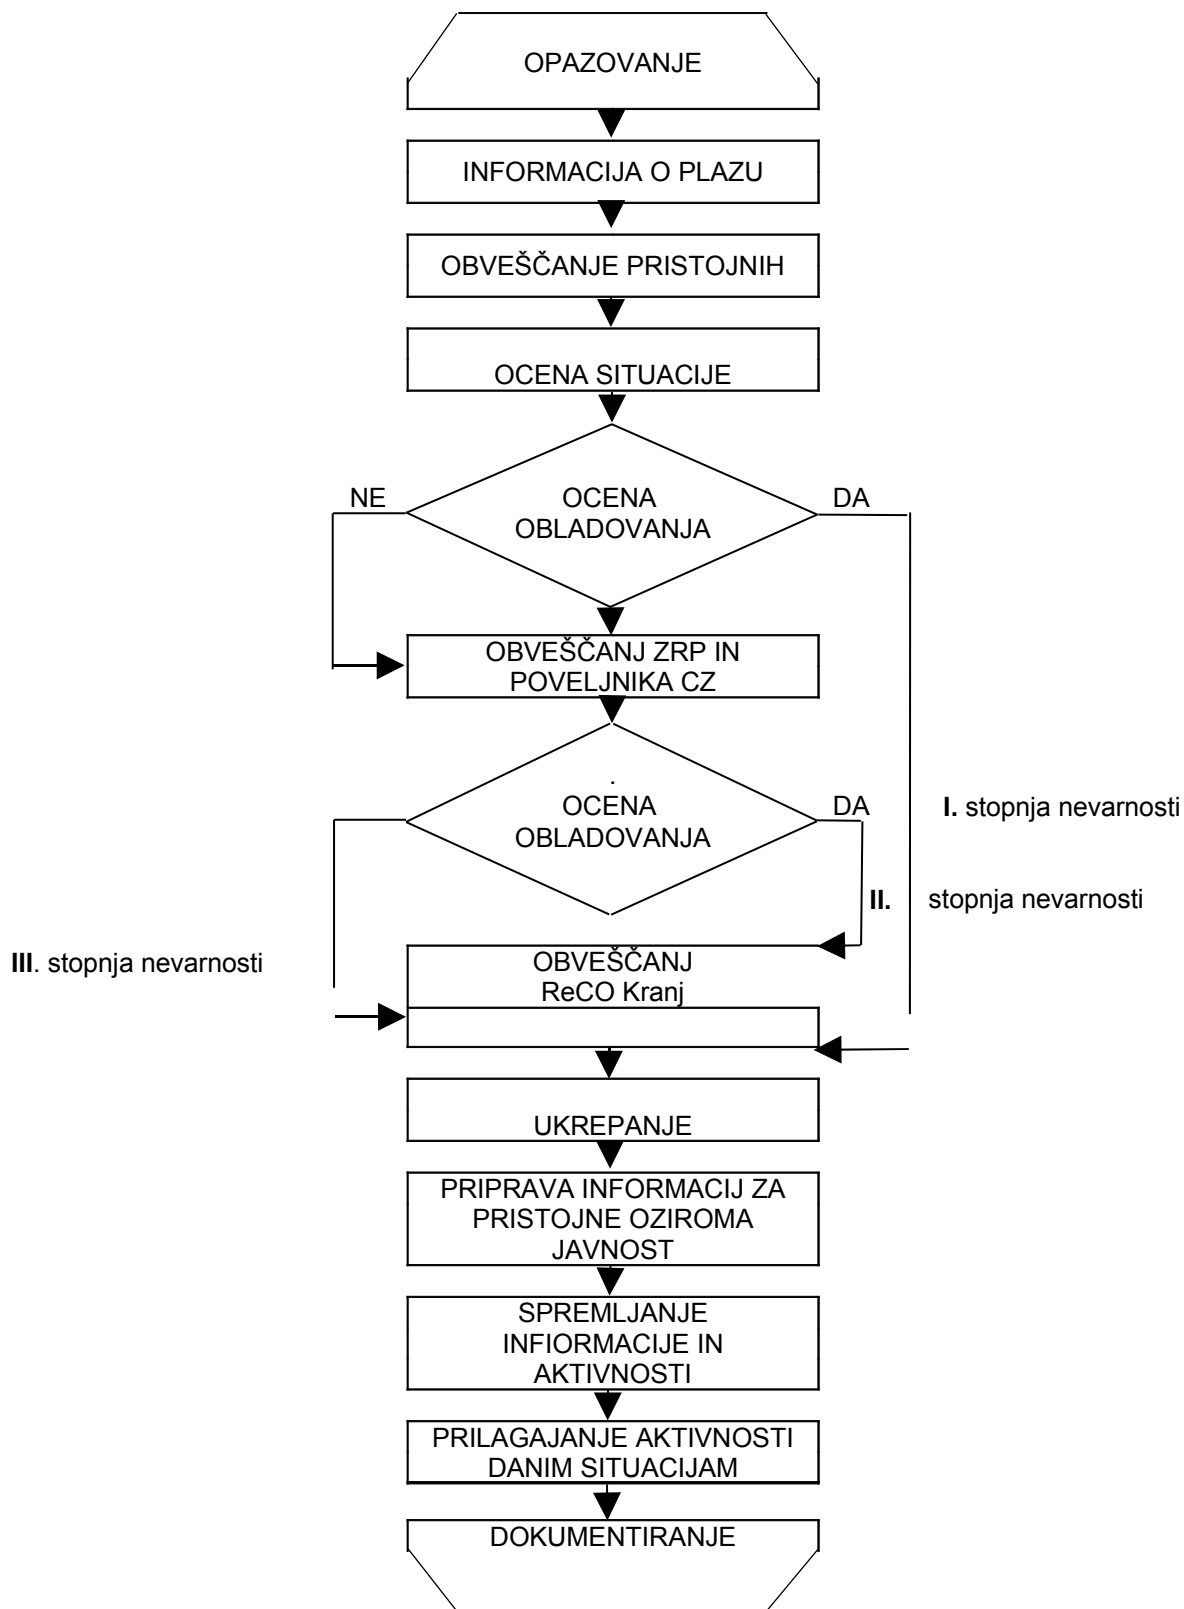 OPAZOVANJE
INFORMACIJA O PLAZU
OBVEŠČANJE PRISTOJNIH
OCENA SITUACIJE
NE
OCENA
OBLADOVANJA
DA
OBVEŠČANJ ZRP IN
POVELJNIKA CZ
.
OCENA
OBLADOVANJA
DA
I. stopnja nevarnosti
II. stopnja nevarnosti
III. stopnja nevarnosti
OBVEŠČANJ
ReCO Kranj
UKREPANJE
PRIPRAVA INFORMACIJ ZA
PRISTOJNE OZIROMA
JAVNOST
SPREMLJANJE
INFIORMACIJE IN
AKTIVNOSTI
PRILAGAJANJE AKTIVNOSTI
DANIM SITUACIJAM
DOKUMENTIRANJE